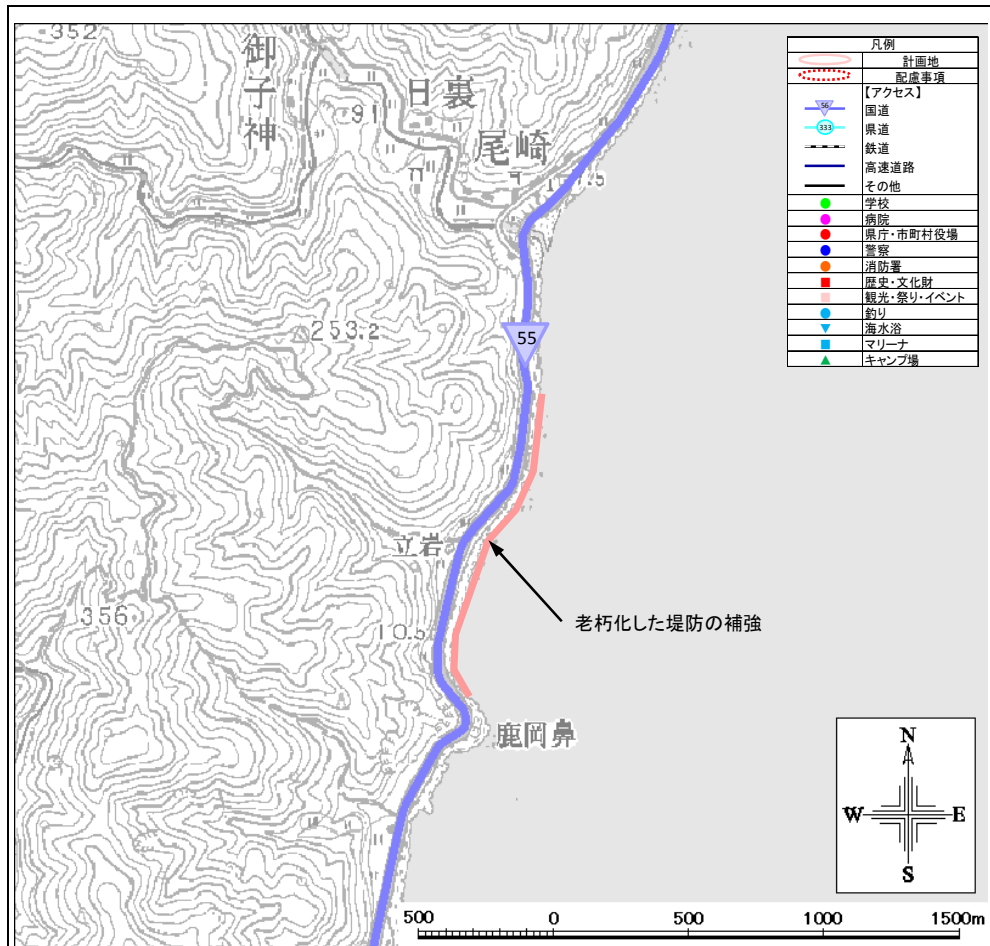 352
御子神
日裏
91
尾崎
253.2
55
立岩
老朽化した堤防の補強
356
10.5
鹿岡鼻
凡例
計画地
配慮事項
【アクセス】
56 国道
333 県道
鉄道
高速道路
その他
学校
病院
県庁・市町村役場
警察
消防署
歴史・文化財
観光・祭り・イベント
釣り
海水浴
マリーナ
キャンプ場
N
W E
S
500 0 500 1000 1500m